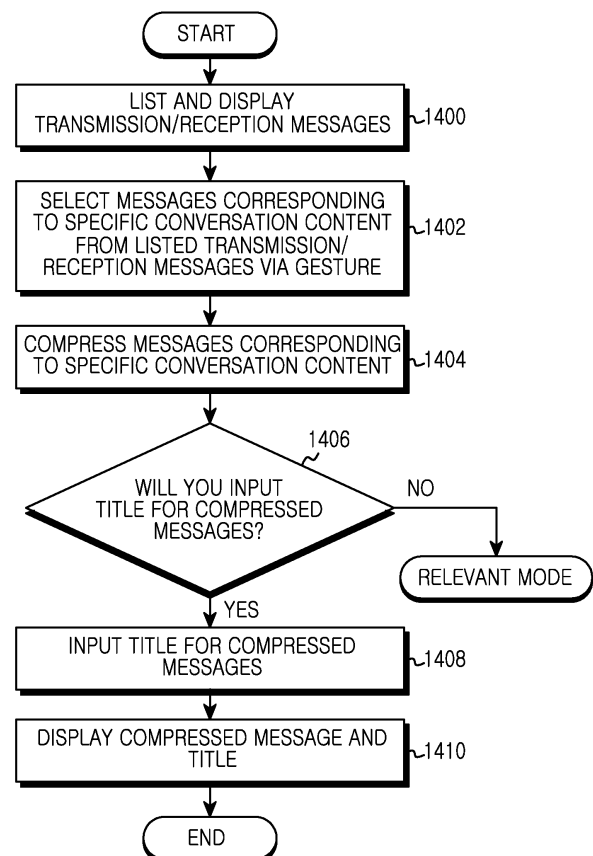 START
LIST AND DISPLAY
TRANSMISSION/RECEPTION MESSAGES
1400
SELECT MESSAGES CORRESPONDING
TO SPECIFIC CONVERSATION CONTENT
FROM LISTED TRANSMISSION/
RECEPTION MESSAGES VIA GESTURE
1402
COMPRESS MESSAGES CORRESPONDING
TO SPECIFIC CONVERSATION CONTENT
1404
1406
WILL YOU INPUT
TITLE FOR COMPRESSED
MESSAGES?
NO
RELEVANT MODE
YES
INPUT TITLE FOR COMPRESSED
MESSAGES
1408
DISPLAY COMPRESSED MESSAGE AND
TITLE
1410
END